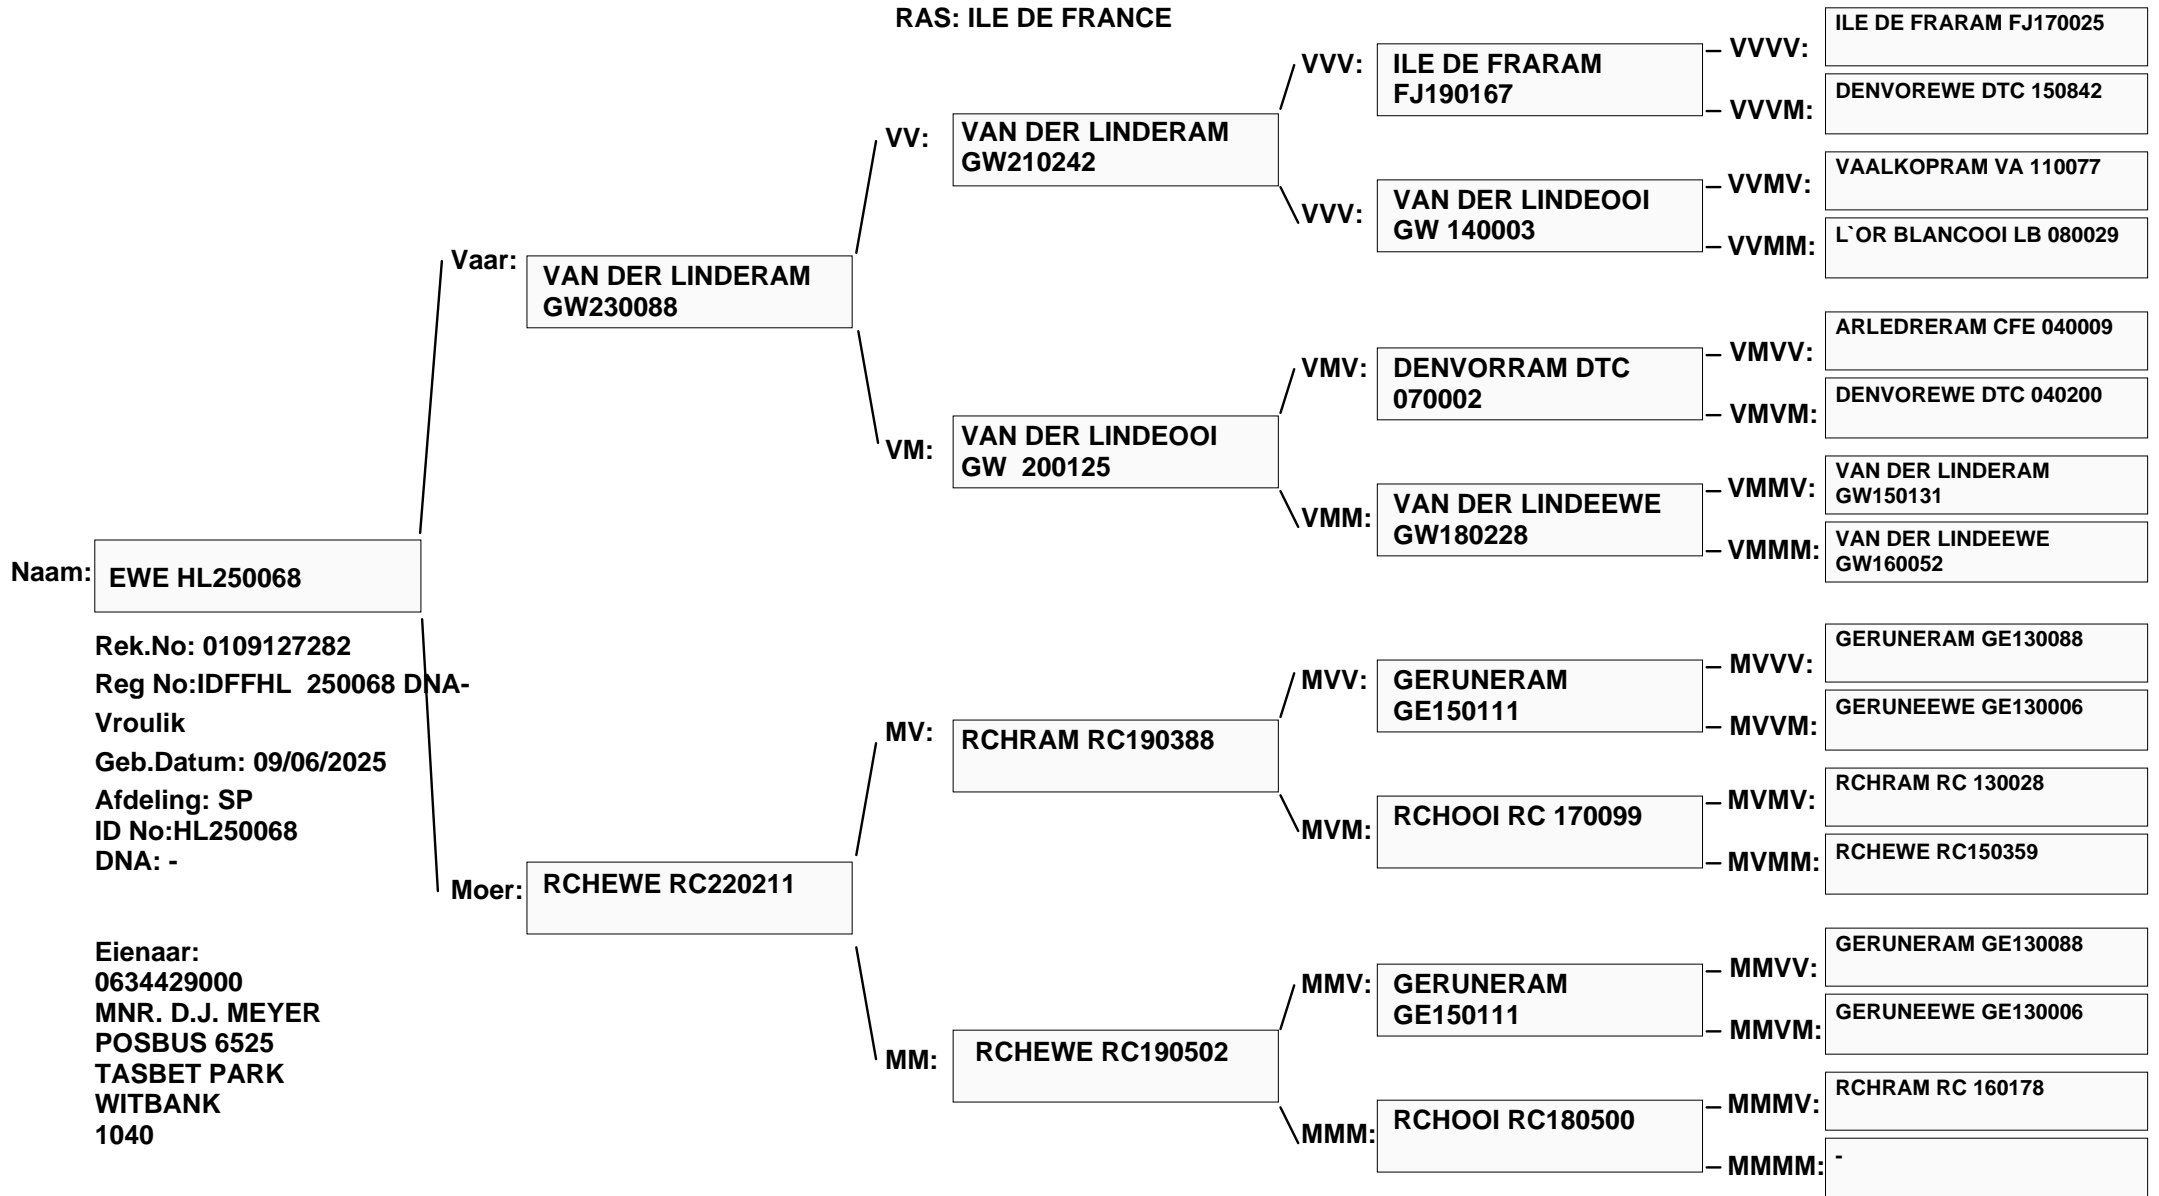 RAS: ILE DE FRANCE
Naam:
EWE HL250068
Rek.No: 0109127282
Reg No:IDFFHL  250068 DNA-
Vroulik
Geb.Datum: 09/06/2025
Afdeling: SP
ID No:HL250068
DNA: -
Eienaar:
0634429000
MNR. D.J. MEYER
POSBUS 6525
TASBET PARK
WITBANK
1040
Vaar:
VAN DER LINDERAM
GW230088
Moer:
RCHEWE RC220211
VV:
VAN DER LINDERAM
GW210242
VM:
VAN DER LINDEOOI
GW  200125
MV:
RCHRAM RC190388
MM:
RCHEWE RC190502
VVV:
ILE DE FRARAM
FJ190167
VVV:
VAN DER LINDEOOI
GW 140003
VMV:
DENVORRAM DTC
070002
VMM:
VAN DER LINDEEWE
GW180228
MVV:
GERUNERAM
GE150111
MVM:
RCHOOI RC 170099
MMV:
GERUNERAM
GE150111
MMM:
RCHOOI RC180500
VVVV:
ILE DE FRARAM FJ170025
VVVM:
DENVOREWE DTC 150842
VVMV:
VAALKOPRAM VA 110077
VVMM:
L`OR BLANCOOI LB 080029
VMVV:
ARLEDRERAM CFE 040009
VMVM:
DENVOREWE DTC 040200
VMMV:
VAN DER LINDERAM
GW150131
VMMM:
VAN DER LINDEEWE
GW160052
MVVV:
GERUNERAM GE130088
MVVM:
GERUNEEWE GE130006
MVMV:
RCHRAM RC 130028
MVMM:
RCHEWE RC150359
MMVV:
GERUNERAM GE130088
MMVM:
GERUNEEWE GE130006
MMMV:
RCHRAM RC 160178
MMMM:
-